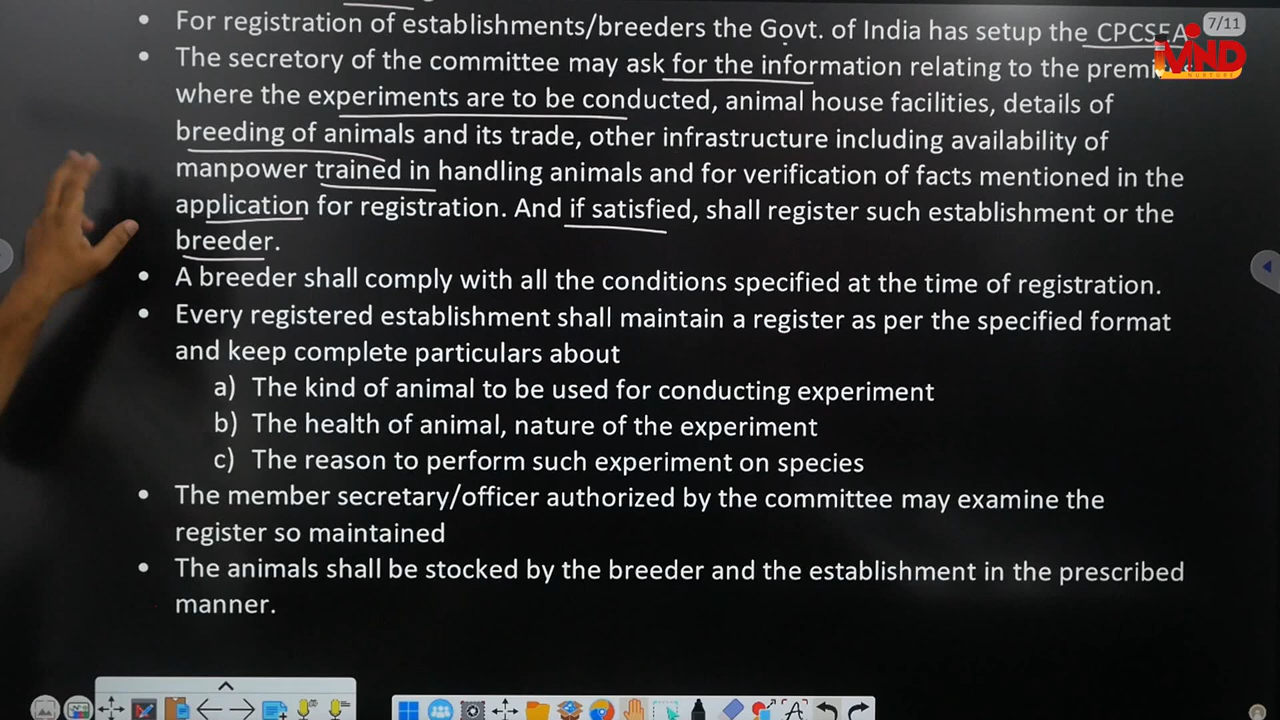 7/11
MIND
NURTURE
• For registration of establishments/breeders the Govt. of India has setup the CPCSEA
• The secretary of the committee may ask for the information relating to the
where the experiments are to be conducted, animal house facilities, details of
breeding of animals and its trade, other infrastructure including availability of
manpower trained in handling animals and for verification of facts mentioned in the
application for registration. And if satisfied, shall register such establishment or the
breeder.
• A breeder shall comply with all the conditions specified at the time of registration.
• Every registered establishment shall maintain a register as per the specified format
and keep complete particulars about
a) The kind of animal to be used for conducting experiment
b) The health of animal, nature of the experiment
c) The reason to perform such experiment on species
• The member secretary/officer authorized by the committee may examine the
register so maintained
• The animals shall be stocked by the breeder and the establishment in the prescribed
manner.